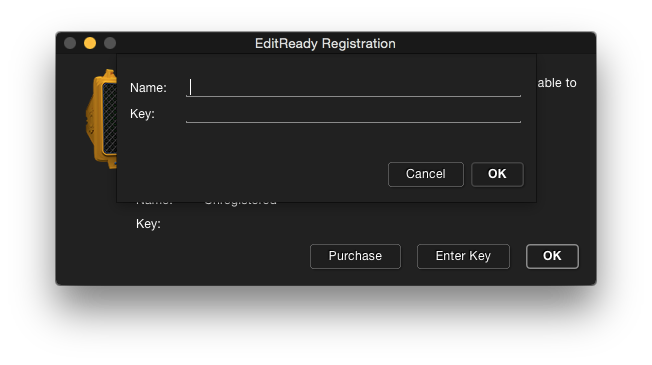 EditReady Registration
able to
Name:
Key:
Cancel
OK
Name: Unregistered
Key:
Purchase
Enter Key
OK